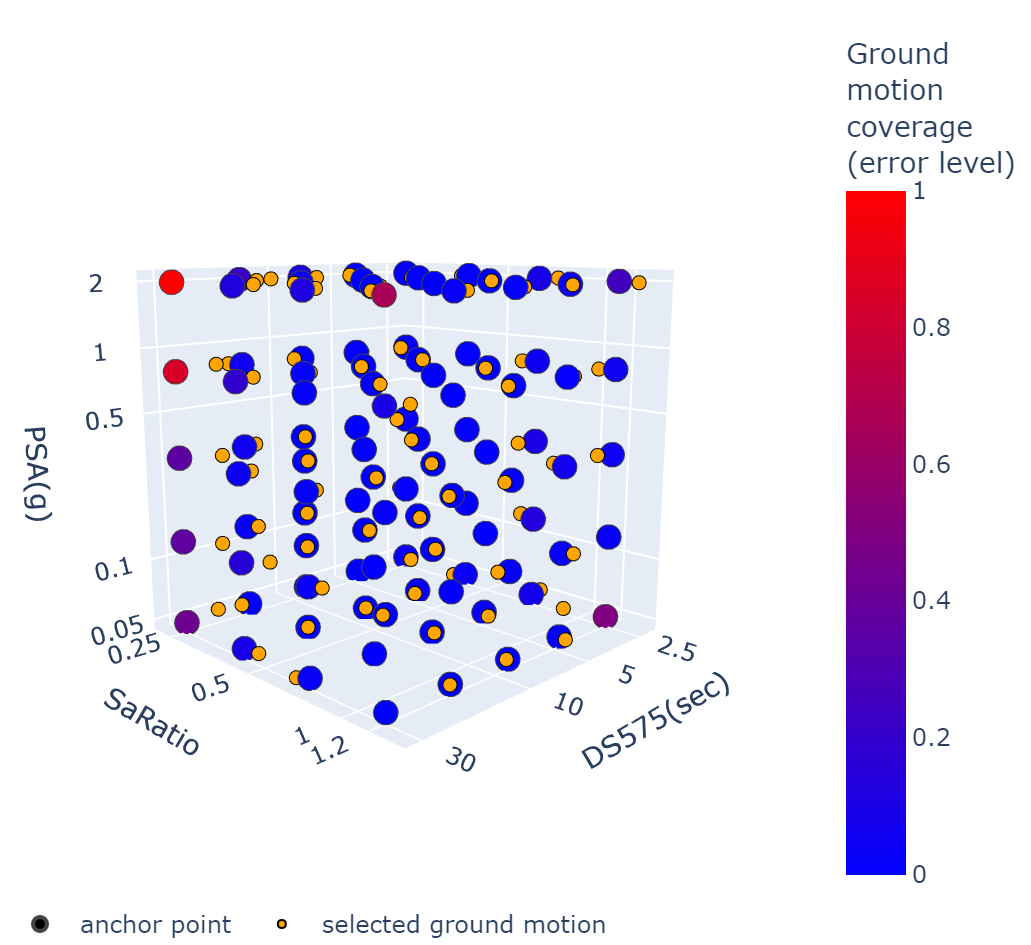 Ground
motion
coverage
(error level)
1
0.8
0.6
0.4
0.2
0
2
1
0.5
0.1
0.05
PSA(g)
0.25
0.5
1
1.2
SaRatio
2.5
5
10
30
DS575(sec)
anchor point
selected ground motion